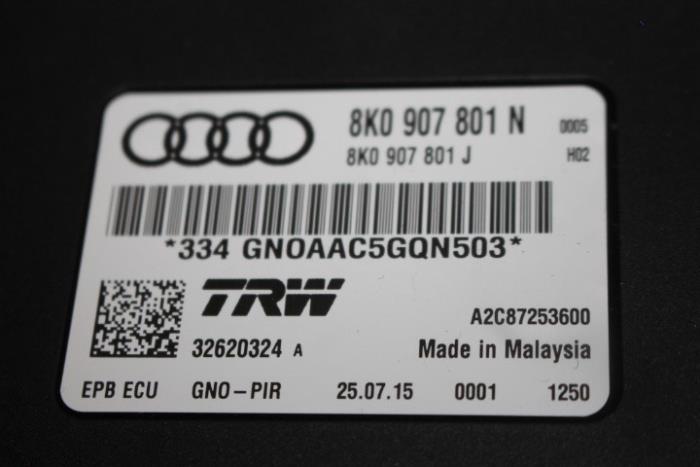 8K0 907 801 N 0005
8K0 907 801 J H02
*334 GNOAAC5GQN503*
TRW A2C87253600
32620324 A Made in Malaysia
EPB ECU GNO-PIR 25.07.15 0001 1250